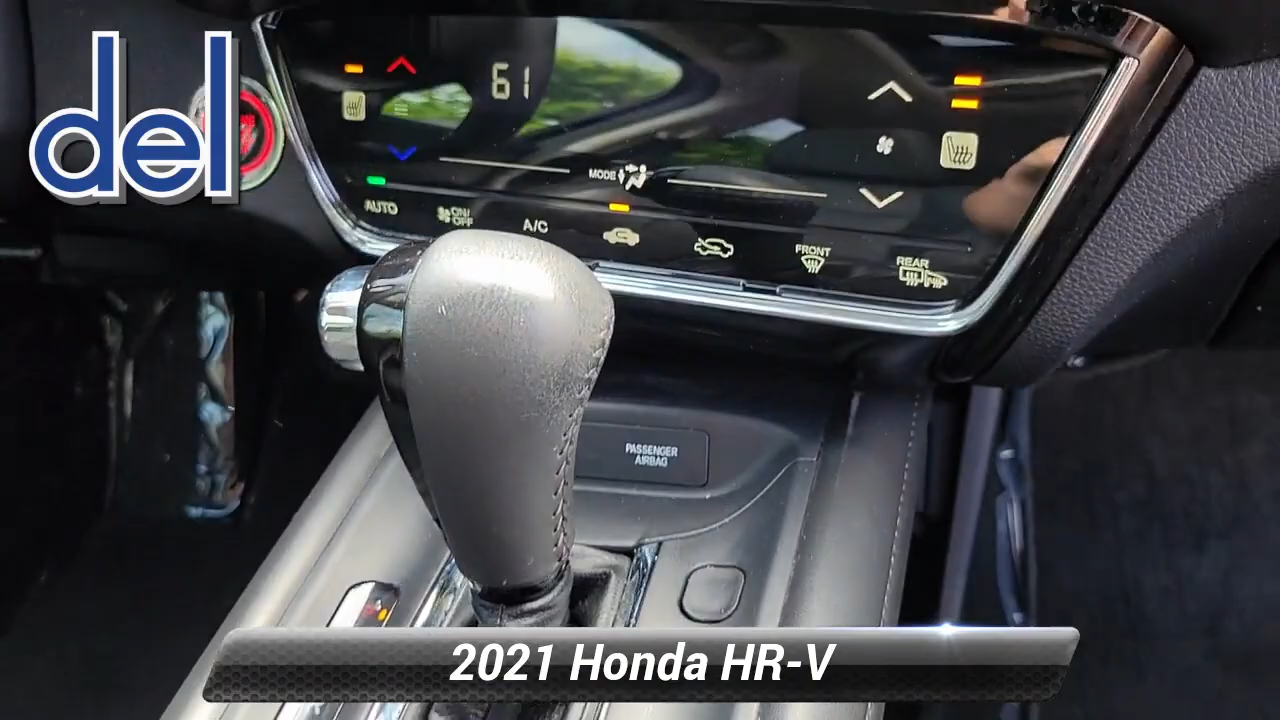 del
61
MODE
AUTO
ON/
OFF
A/C
FRONT
REAR
PASSENGER
AIRBAG
2021 Honda HR-V